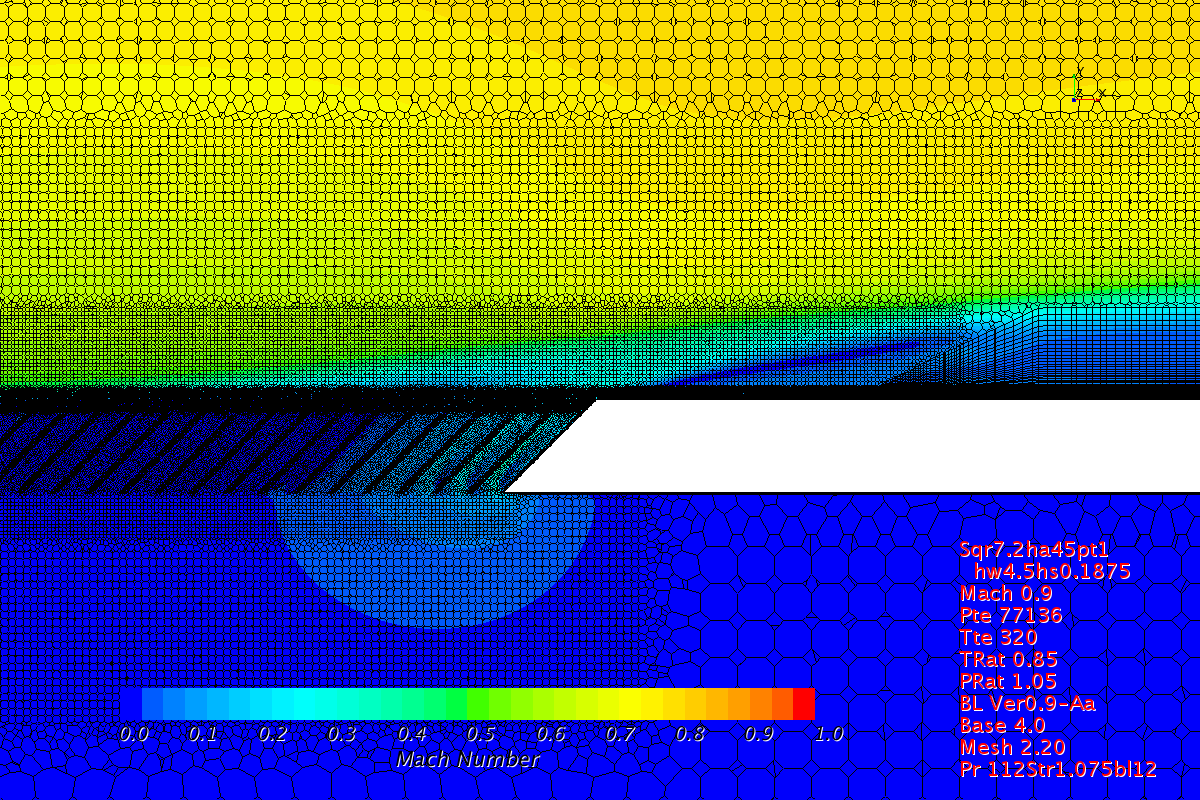 Y
Z X
Sqr7.2ha45pt1
hw4.5hs0.1875
Mach 0.9
Pte 77136
Tte 320
TRat 0.85
PRat 1.05
BL Ver0.9-Aa
Base 4.0
Mesh 2.20
Pr 112Str1.075bl12
0.0 0.1 0.2 0.3 0.4 0.5 0.6 0.7 0.8 0.9 1.0
Mach Number